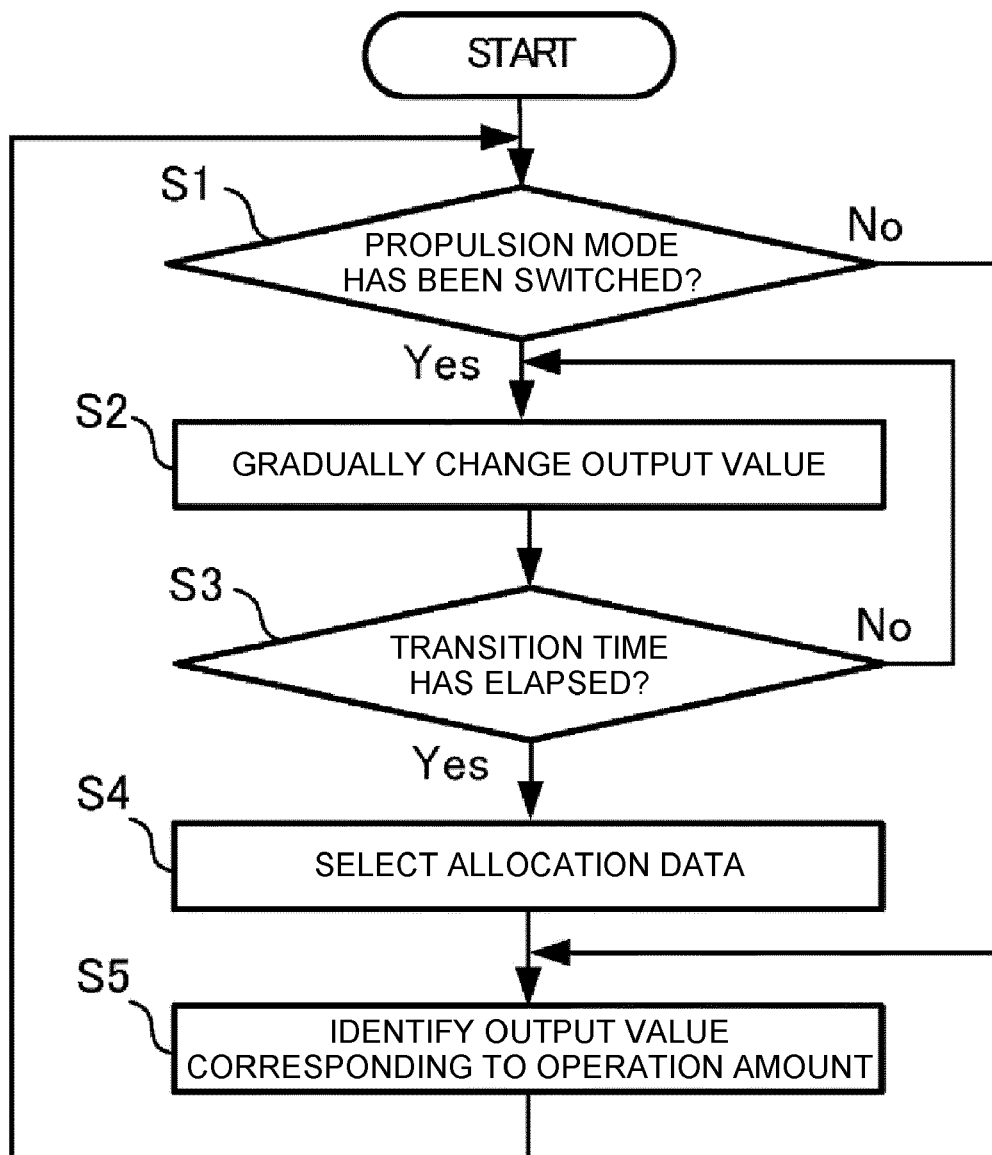 START
S1
PROPULSION MODE
HAS BEEN SWITCHED?
No
Yes
S2
GRADUALLY CHANGE OUTPUT VALUE
S3
TRANSITION TIME
HAS ELAPSED?
No
Yes
S4
SELECT ALLOCATION DATA
S5
IDENTIFY OUTPUT VALUE
CORRESPONDING TO OPERATION AMOUNT